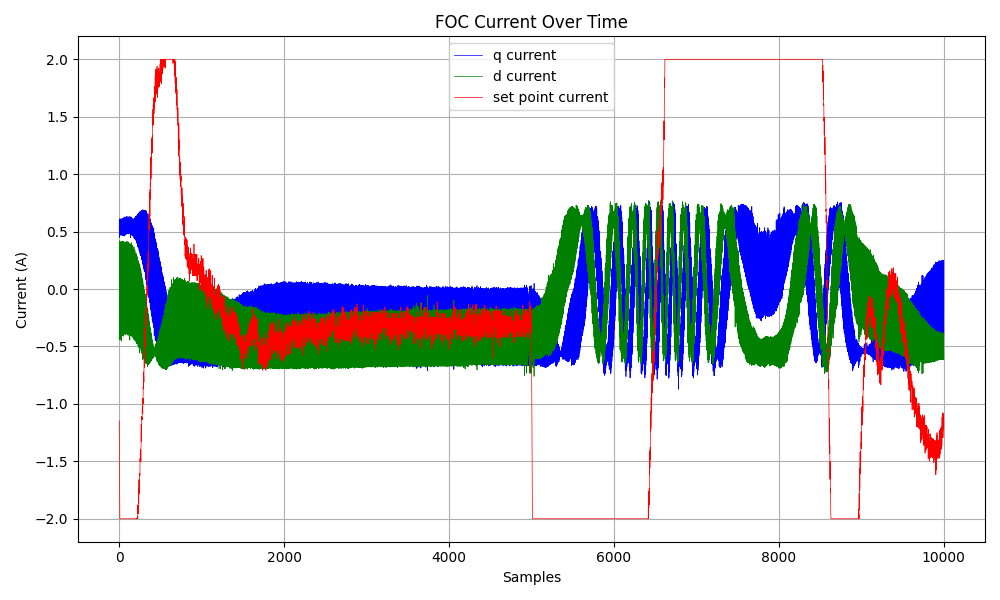 FOC Current Over Time
q current
d current
set point current
Current (A)
2.0
1.5
1.0
0.5
0.0
−0.5
−1.0
−1.5
−2.0
0
2000
4000
6000
8000
10000
Samples